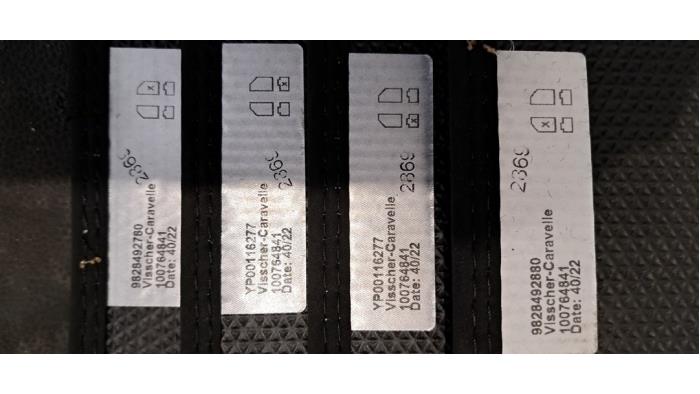 9828492780
Visscher-Caravelle
100764841
Date: 40/22
2369
YP00116277
Visscher-Caravelle
100764841
Date: 40/22
2369
YP00116277
Visscher-Caravelle
100764841
Date: 40/22
2369
9828492880
Visscher-Caravelle
100764841
Date: 40/22
2369